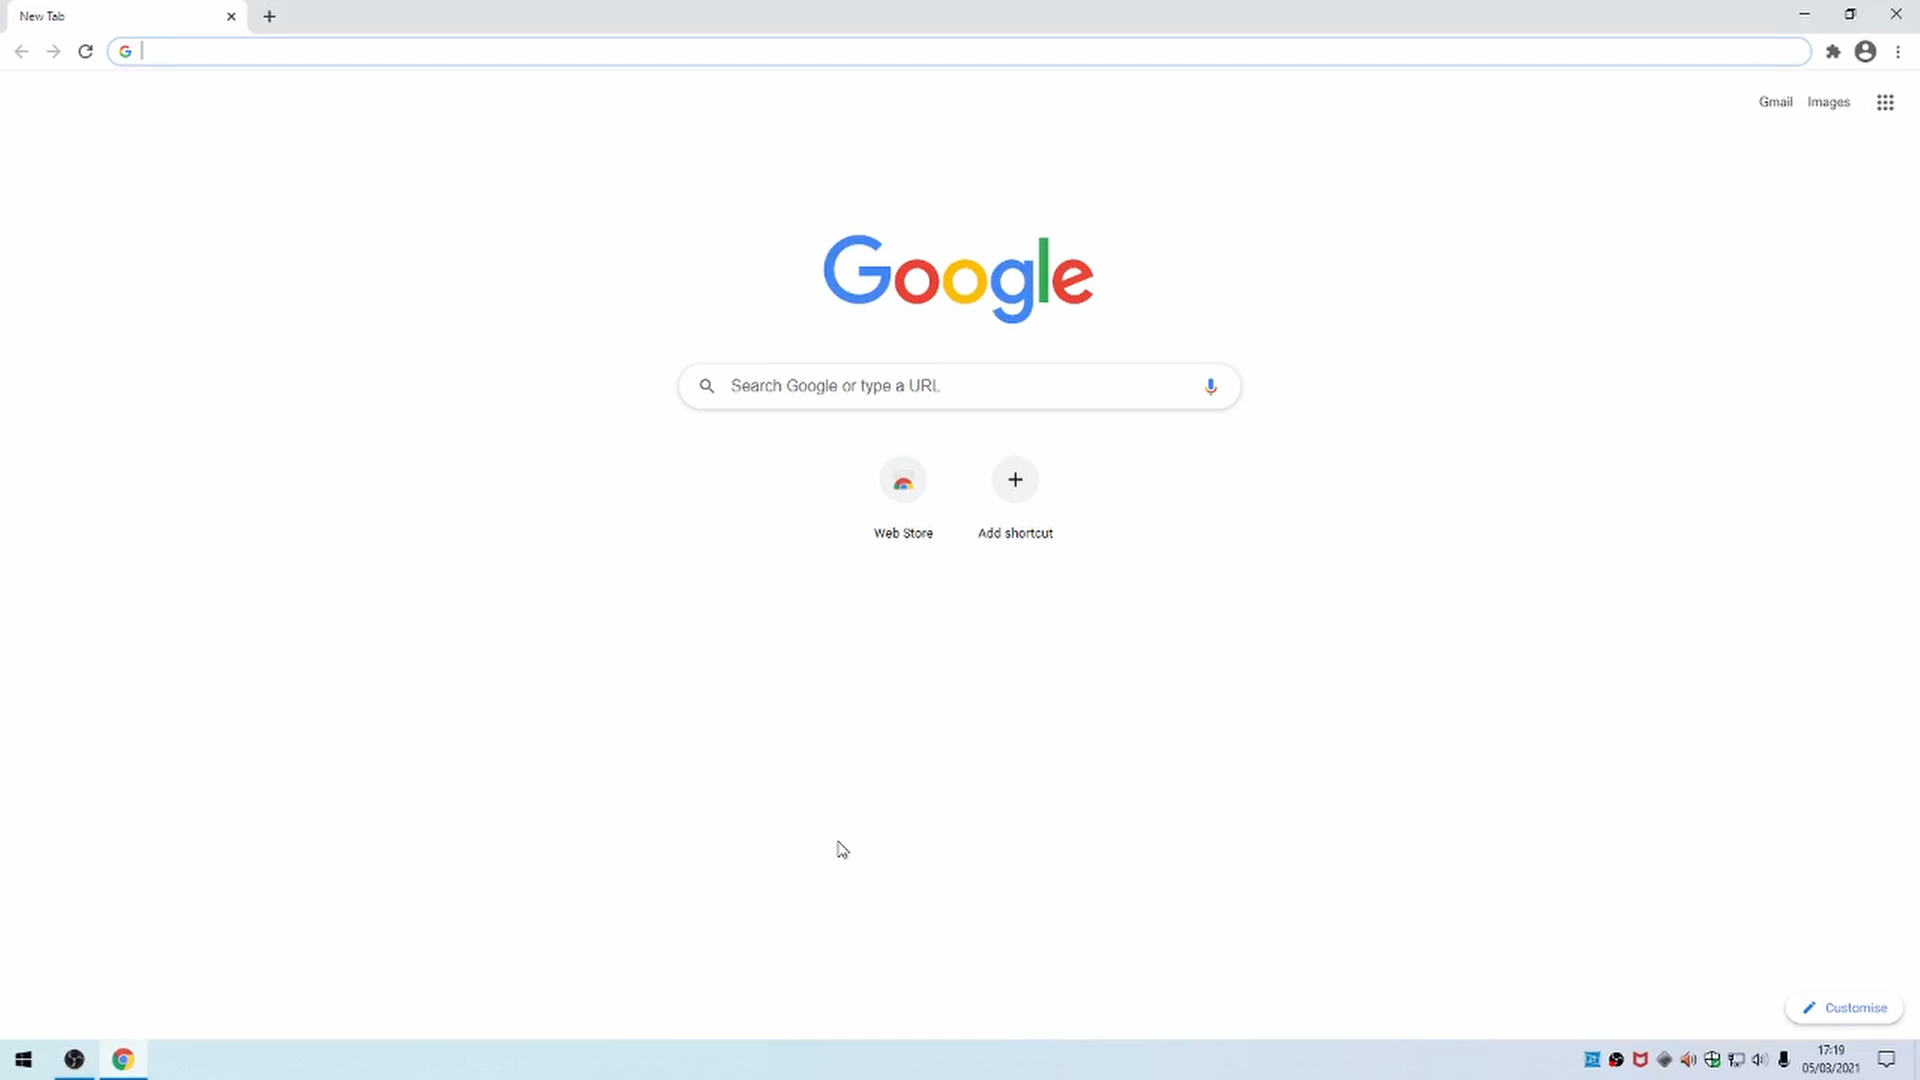 New Tab
Gmail Images
Google
Search Google or type a URL
Web Store
Add shortcut
Customise
17:19
05/03/2021